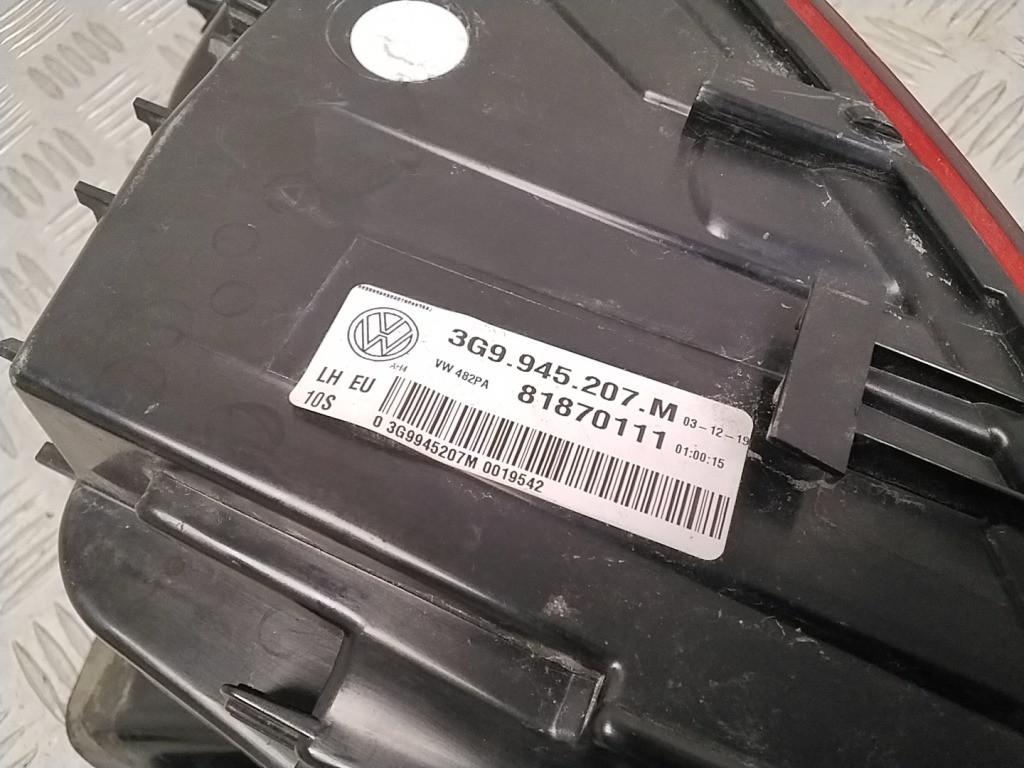 3G9.945.207.M 03-12-19
VW 482PA 81870111 01:00:15
LH EU
10S
0 3G9945207M 0019542